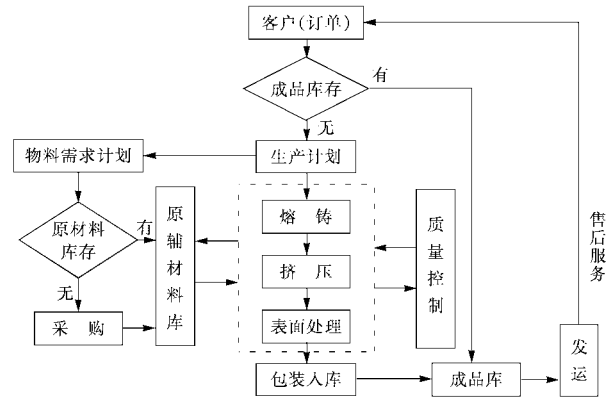 客户(订单)
成品库存
有
无
物料需求计划
生产计划
原材料
库存
有
无
采 购
原辅材料库
熔 铸
挤 压
表面处理
质量控制
售后服务
包装入库
成品库
发运